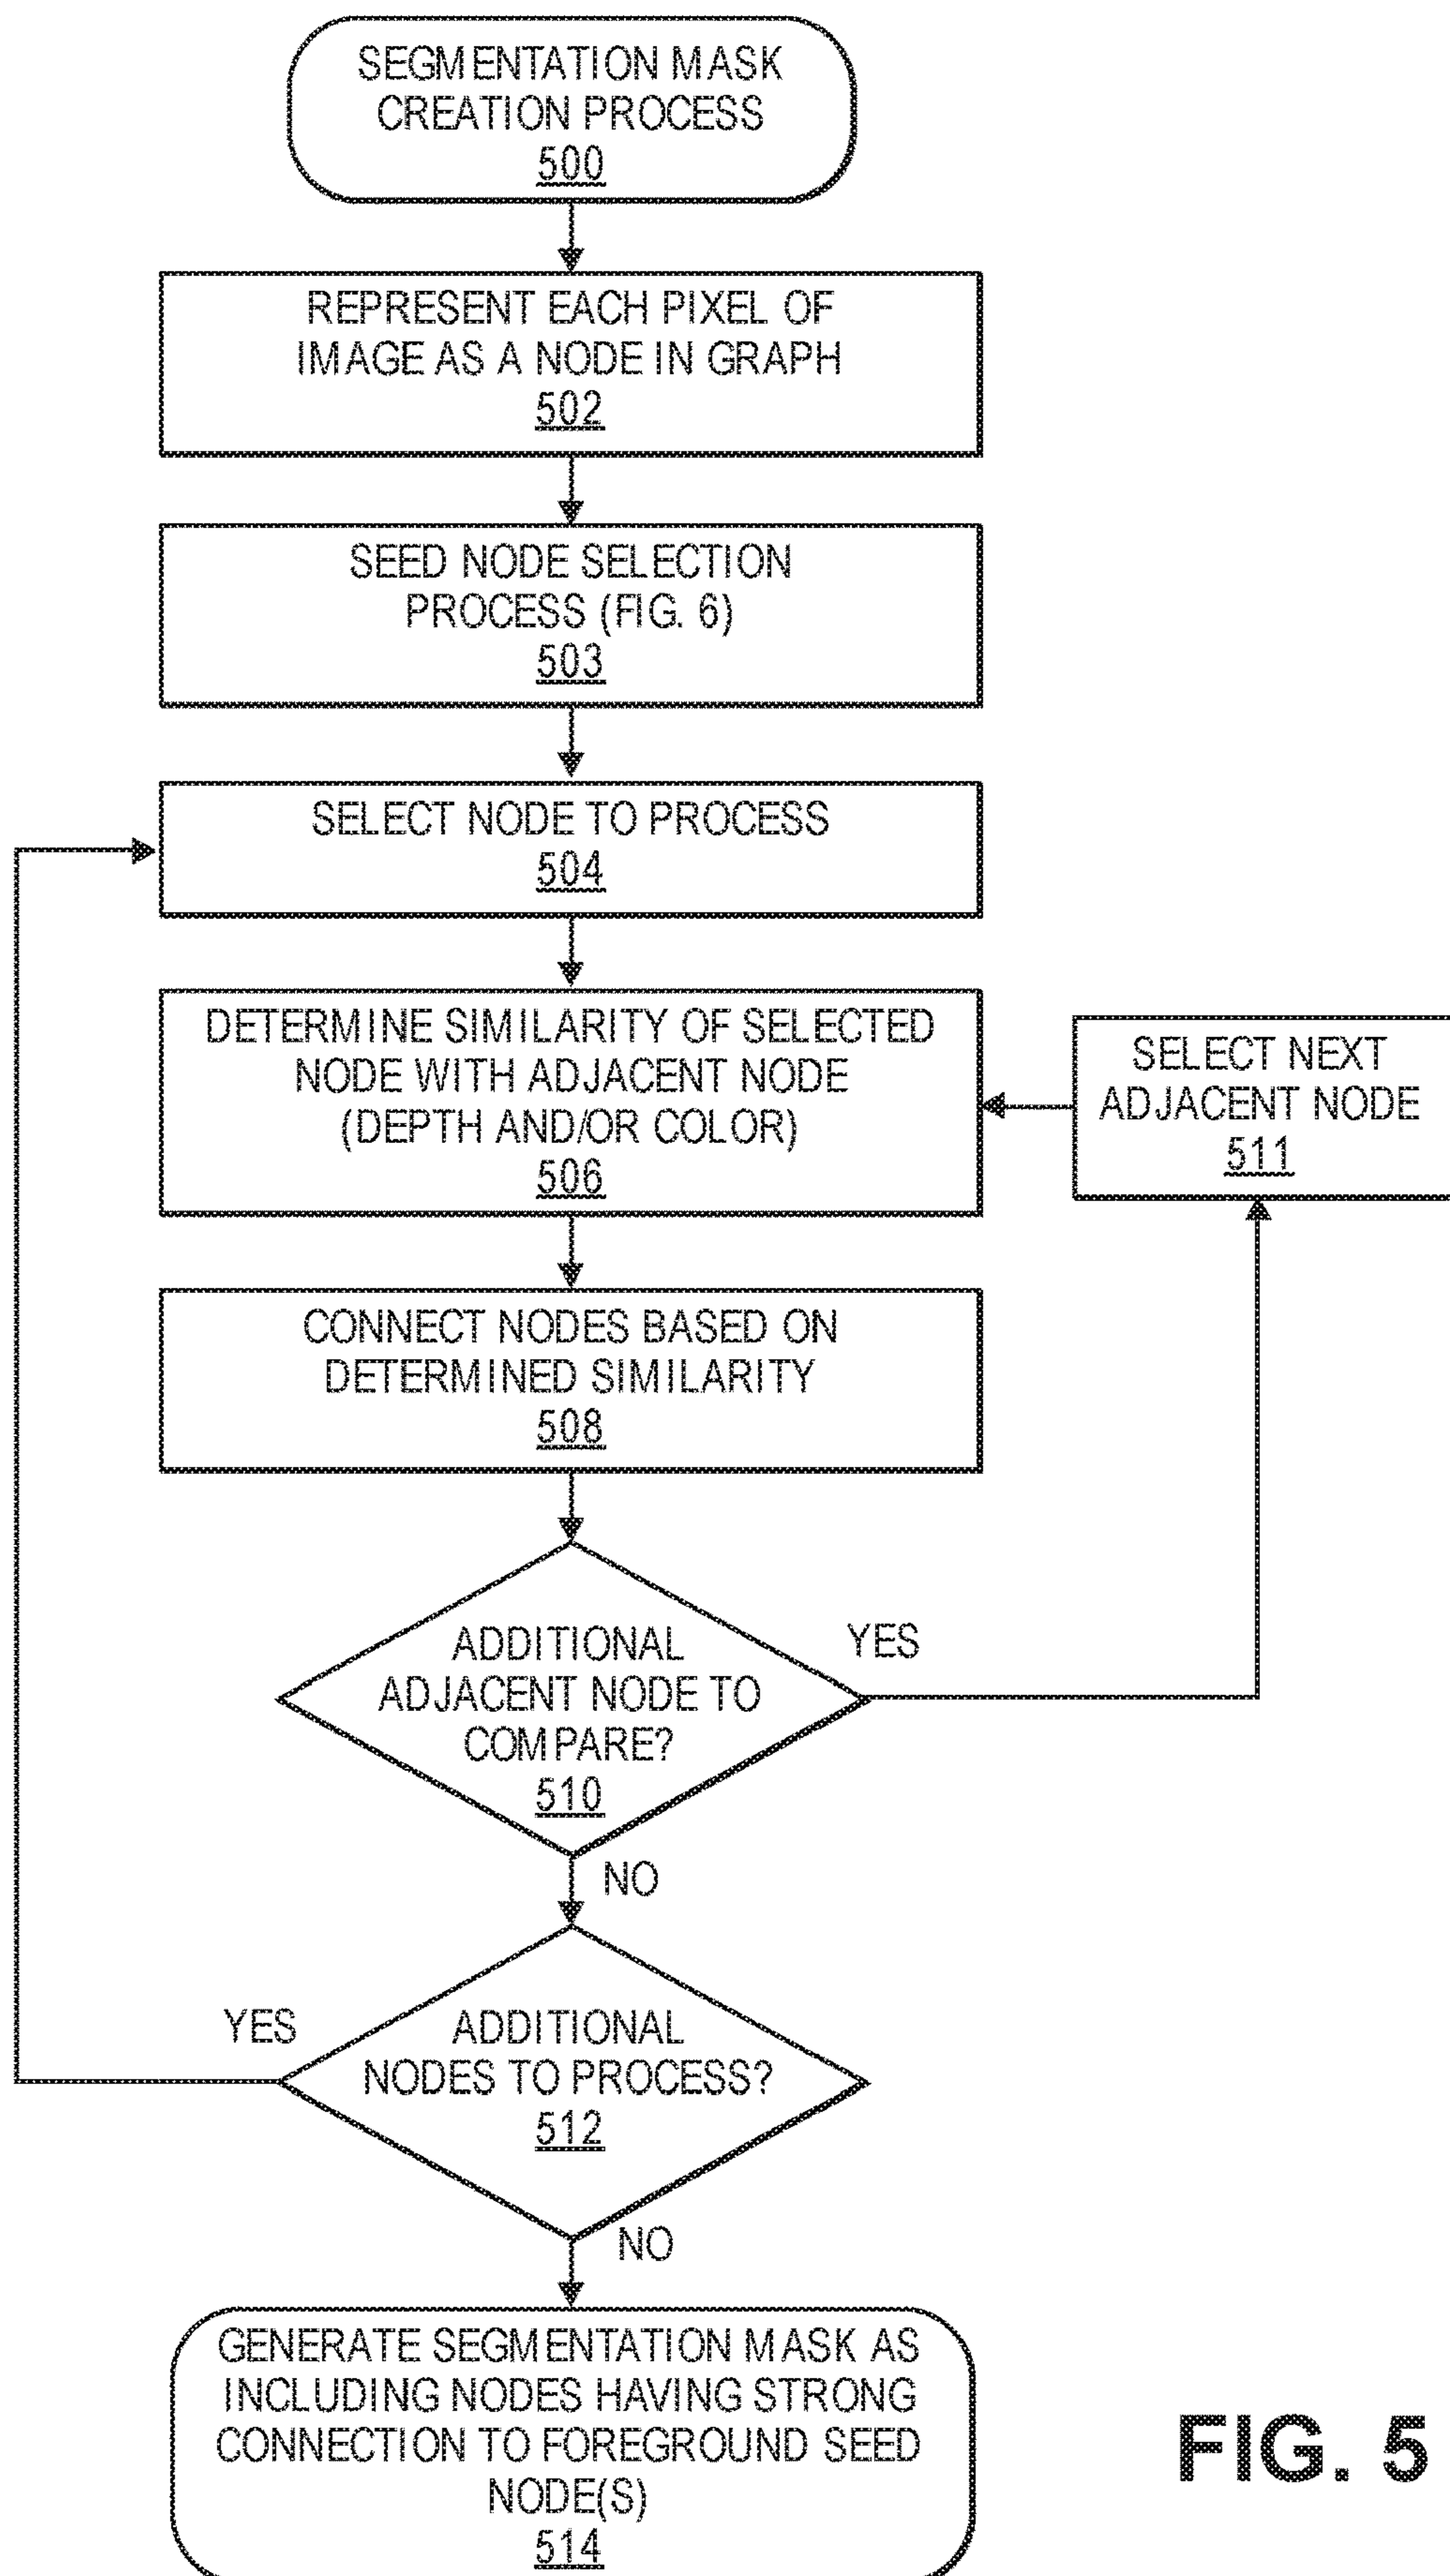 SEGMENTATION MASK
CREATION PROCESS
500
REPRESENT EACH PIXEL OF
IMAGE AS A NODE IN GRAPH
502
SEED NODE SELECTION
PROCESS (FIG. 6)
503
SELECT NODE TO PROCESS
504
DETERMINE SIMILARITY OF SELECTED
NODE WITH ADJACENT NODE
(DEPTH AND/OR COLOR)
506
SELECT NEXT
ADJACENT NODE
511
CONNECT NODES BASED ON
DETERMINED SIMILARITY
508
ADDITIONAL
ADJACENT NODE TO
COMPARE?
510
YES
NO
YES
ADDITIONAL
NODES TO PROCESS?
512
NO
GENERATE SEGMENTATION MASK AS
INCLUDING NODES HAVING STRONG
CONNECTION TO FOREGROUND SEED
NODE(S)
514
FIG. 5